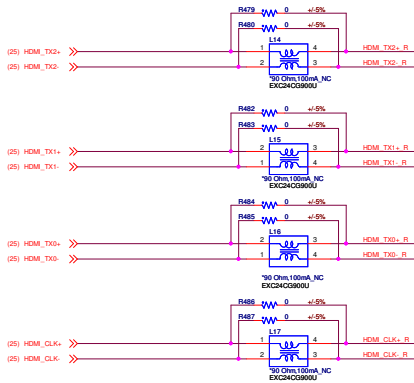 R479 0 +/-5%
R480 0 +/-5%
L14
(25) HDMI_TX2+ 1 4 HDMI_TX2+_R
(25) HDMI_TX2- 2 3 HDMI_TX2-_R
*90 Ohm,100mA_NC
EXC24CG900U
R482 0 +/-5%
R483 0 +/-5%
L15
(25) HDMI_TX1+ 2 3 HDMI_TX1+_R
(25) HDMI_TX1- 1 4 HDMI_TX1-_R
*90 Ohm,100mA_NC
EXC24CG900U
R484 0 +/-5%
R485 0 +/-5%
L16
(25) HDMI_TX0+ 2 3 HDMI_TX0+_R
(25) HDMI_TX0- 1 4 HDMI_TX0-_R
*90 Ohm,100mA_NC
EXC24CG900U
R486 0 +/-5%
R487 0 +/-5%
L17
(25) HDMI_CLK+ 1 4 HDMI_CLK+_R
(25) HDMI_CLK- 2 3 HDMI_CLK-_R
*90 Ohm,100mA_NC
EXC24CG900U